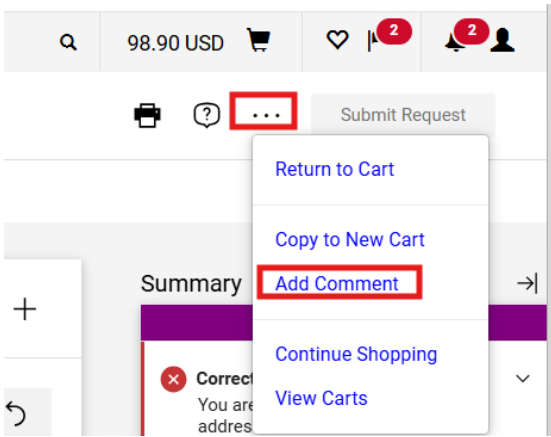 98.90 USD
2
2
...
Submit Request
Return to Cart
Copy to New Cart
Summary
Add Comment
Continue Shopping
Correct
You are
View Carts
addres